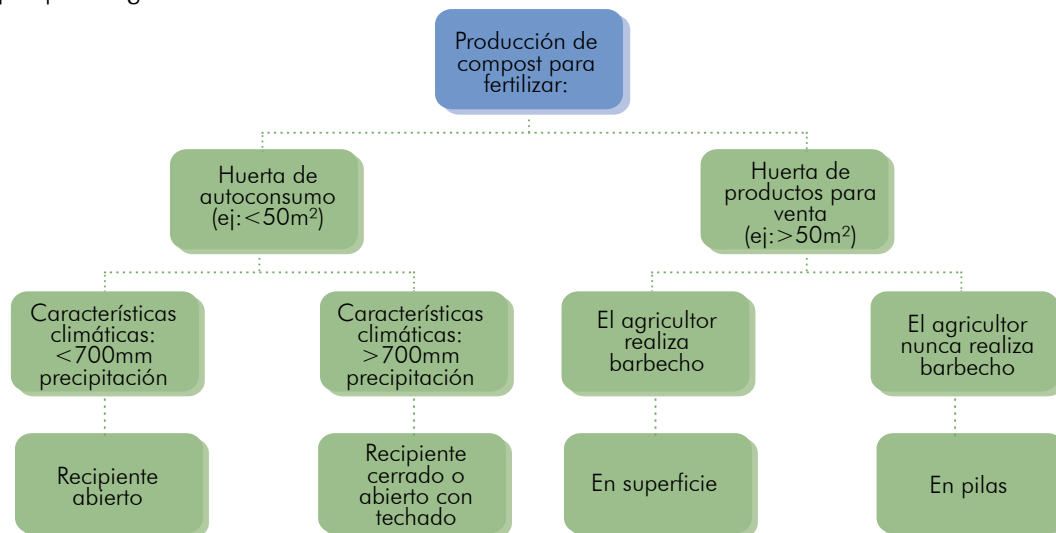 Producción de
compost para
fertilizar:
Huerta de
autoconsumo
(ej:<50m²)
Huerta de
productos para
venta
(ej:>50m²)
Características
climáticas:
<700mm
precipitación
Características
climáticas:
>700mm
precipitación
El agricultor
realiza
barbecho
El agricultor
nunca realiza
barbecho
Recipiente
abierto
Recipiente
cerrado o
abierto con
techado
En superficie
En pilas